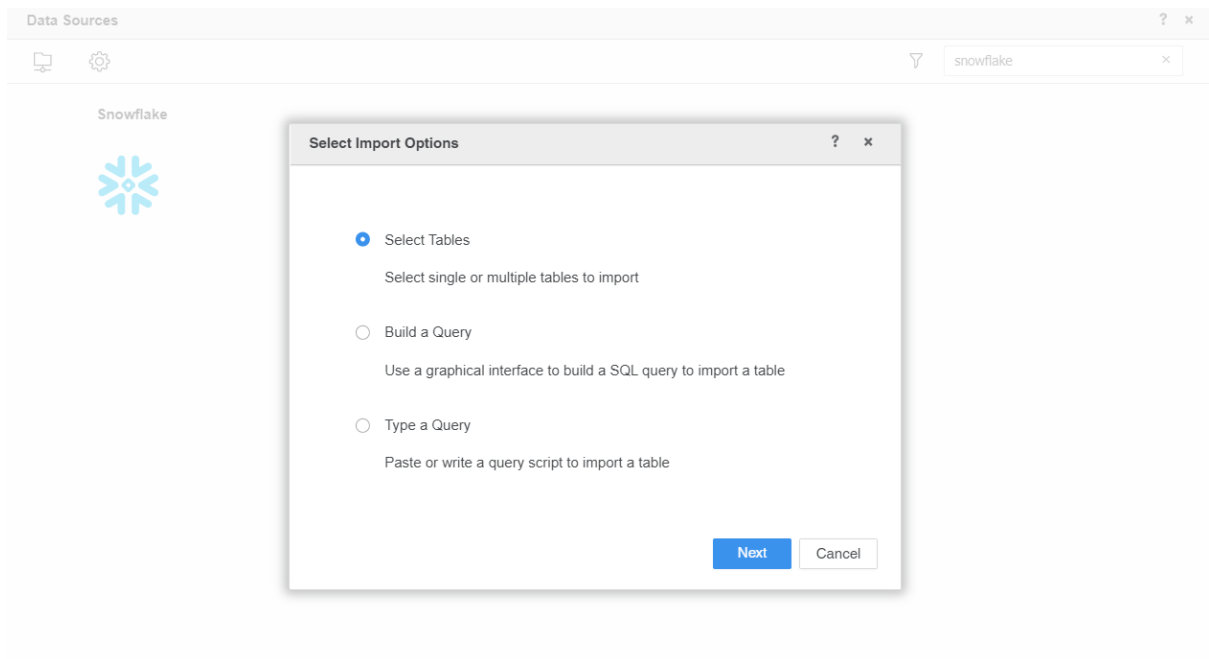 Data Sources ? ×
snowflake ×
Snowflake
Select Import Options ? ×
Select Tables
Select single or multiple tables to import
Build a Query
Use a graphical interface to build a SQL query to import a table
Type a Query
Paste or write a query script to import a table
Next Cancel